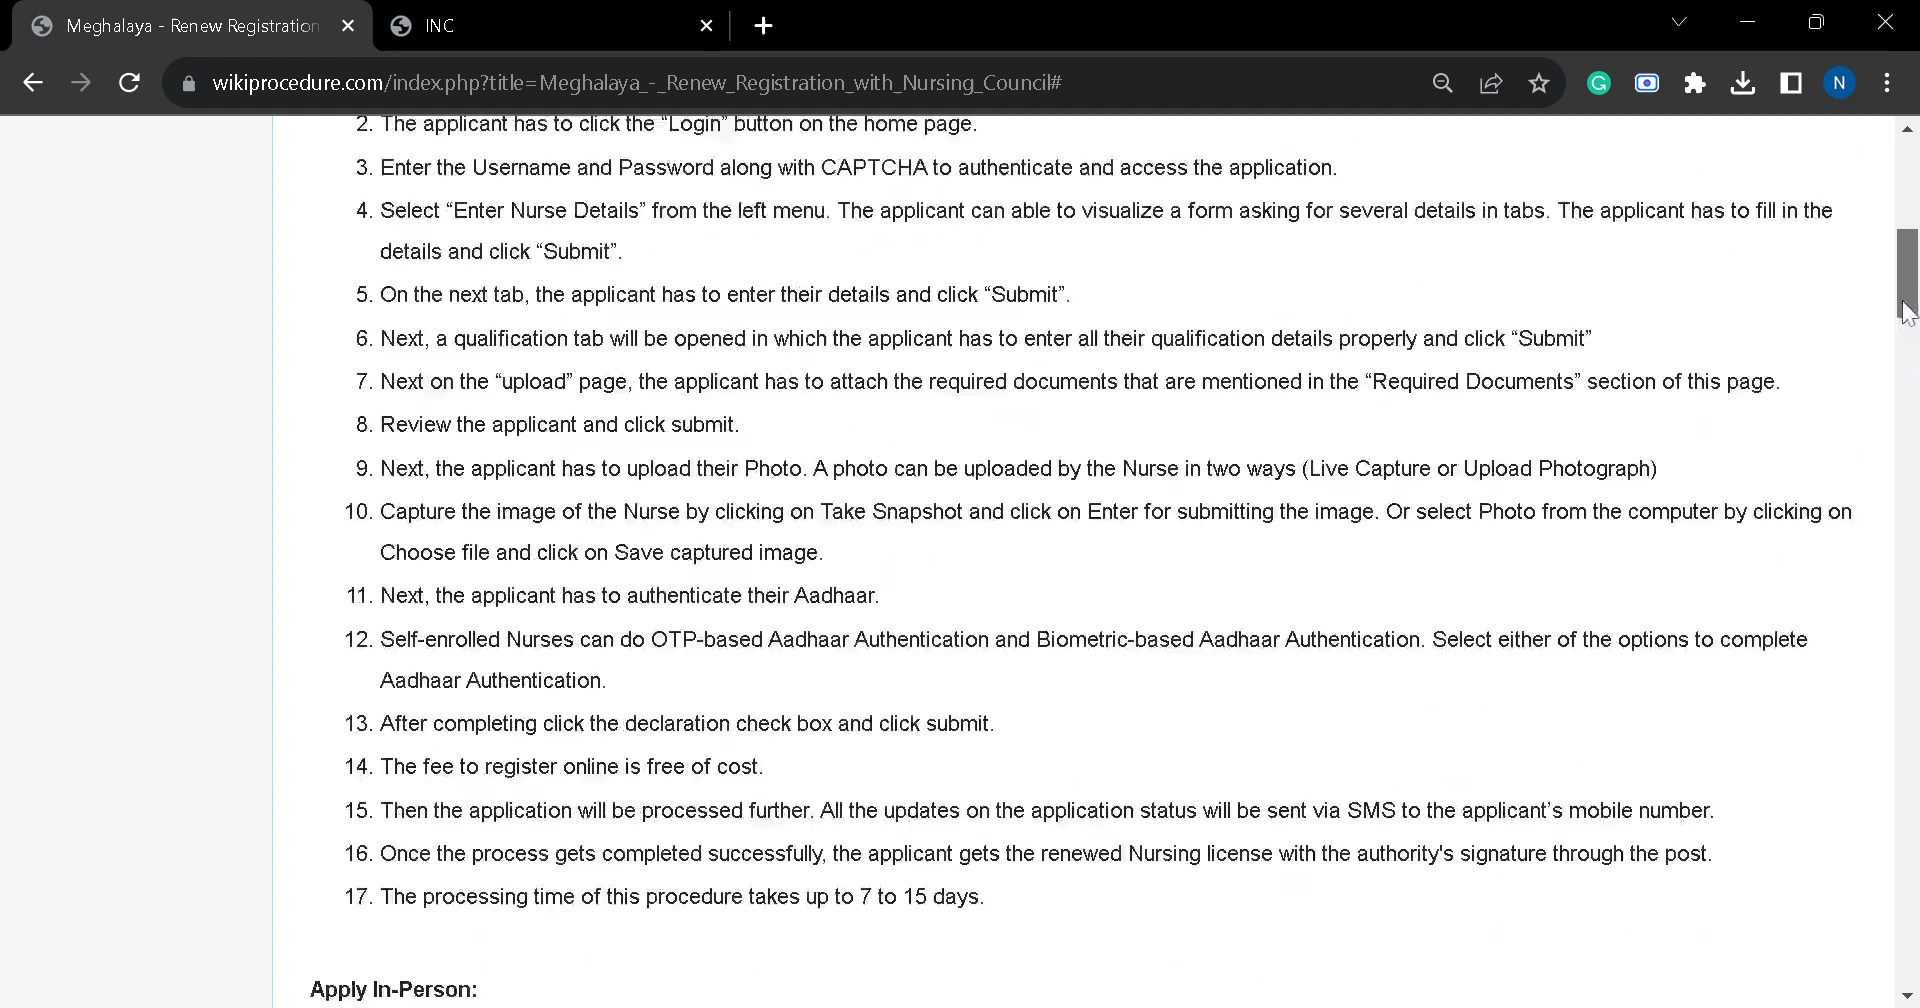 Meghalaya - Renew Registration
INC
wikiprocedure.com/index.php?title=Meghalaya_-_Renew_Registration_with_Nursing_Council#
N
2. The applicant has to click the “Login” button on the home page.
3. Enter the Username and Password along with CAPTCHA to authenticate and access the application.
4. Select “Enter Nurse Details” from the left menu. The applicant can able to visualize a form asking for several details in tabs. The applicant has to fill in the
details and click “Submit”.
5. On the next tab, the applicant has to enter their details and click “Submit”.
6. Next, a qualification tab will be opened in which the applicant has to enter all their qualification details properly and click “Submit”
7. Next on the “upload” page, the applicant has to attach the required documents that are mentioned in the “Required Documents” section of this page.
8. Review the applicant and click submit.
9. Next, the applicant has to upload their Photo. A photo can be uploaded by the Nurse in two ways (Live Capture or Upload Photograph)
10. Capture the image of the Nurse by clicking on Take Snapshot and click on Enter for submitting the image. Or select Photo from the computer by clicking on
Choose file and click on Save captured image.
11. Next, the applicant has to authenticate their Aadhaar.
12. Self-enrolled Nurses can do OTP-based Aadhaar Authentication and Biometric-based Aadhaar Authentication. Select either of the options to complete
Aadhaar Authentication.
13. After completing click the declaration check box and click submit.
14. The fee to register online is free of cost.
15. Then the application will be processed further. All the updates on the application status will be sent via SMS to the applicant’s mobile number.
16. Once the process gets completed successfully, the applicant gets the renewed Nursing license with the authority's signature through the post.
17. The processing time of this procedure takes up to 7 to 15 days.
Apply In-Person: